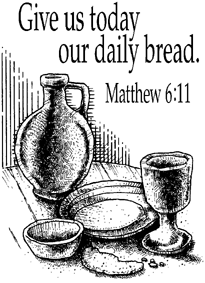 Give us today
our daily bread.
Matthew 6:11